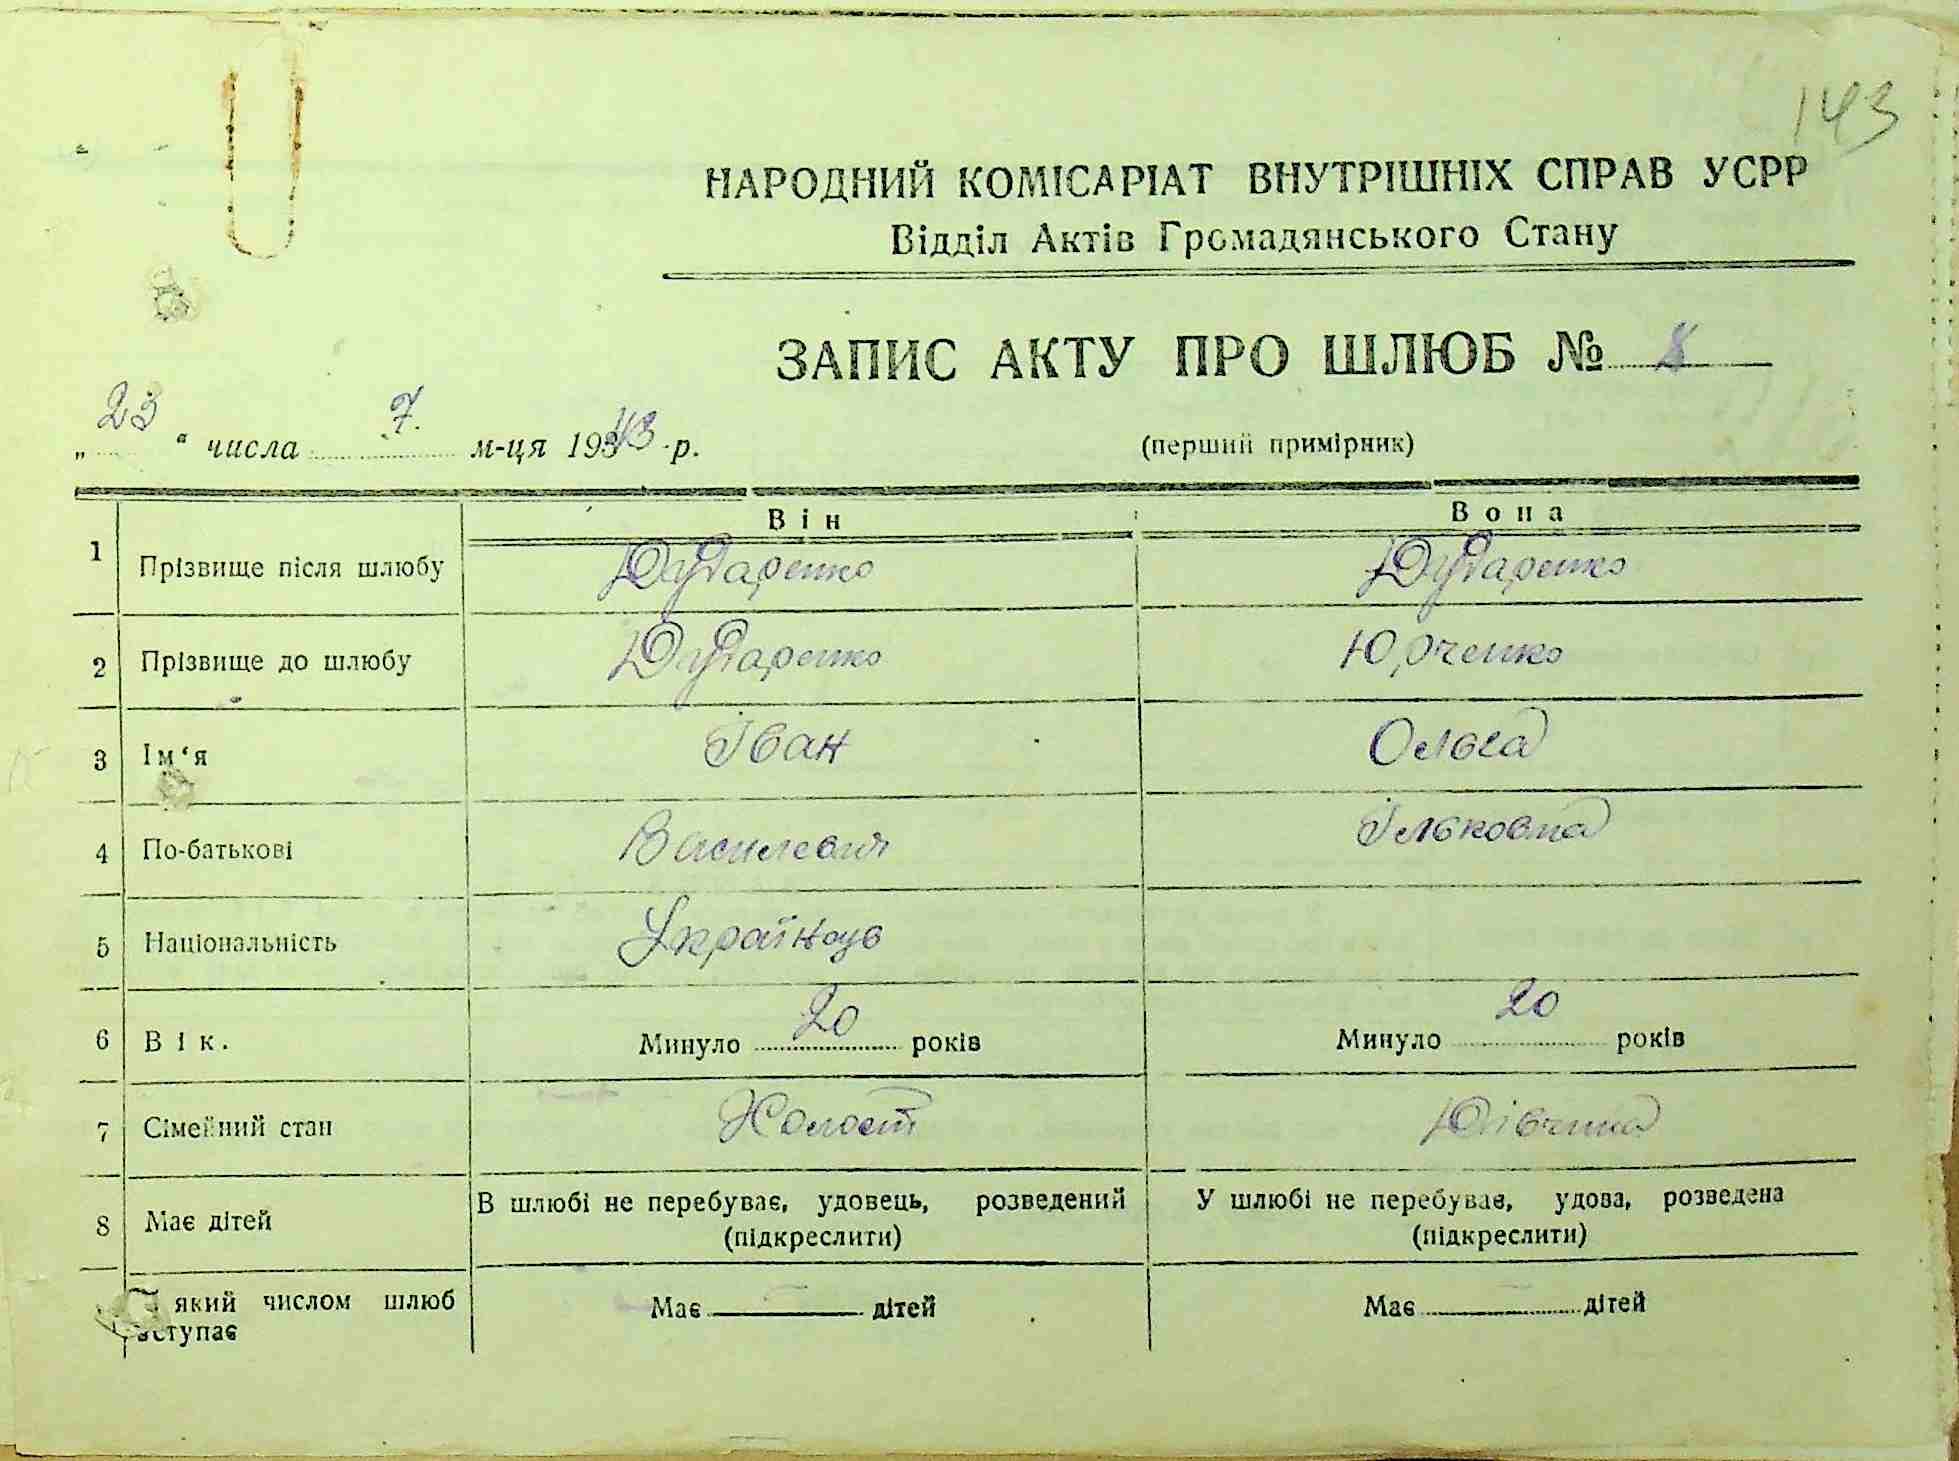 143
НАРОДНИЙ КОМІСАРІАТ ВНУТРІШНІХ СПРАВ УСРР
Відділ Актів Громадянського Стану
ЗАПИС АКТУ ПРО ШЛЮБ № 8
„23“ числа 7. м-ця 1943 р.
(перший примірник)
Він Вона
1 Прізвище після шлюбу Дударенко Дударенко
2 Прізвище до шлюбу Дударенко Юрченко
3 Ім‘я Іван Ольга
4 По-батькові Василевич Ільковна
5 Національність Українців
6 Вік. Минуло 20 років Минуло 20 років
7 Сімейний стан Холост Дівчина
8 Має дітей В шлюбі не перебуває, удовець, розведений У шлюбі не перебуває, удова, розведена
(підкреслити) (підкреслити)
який числом шлюб Має дітей Має дітей
вступає